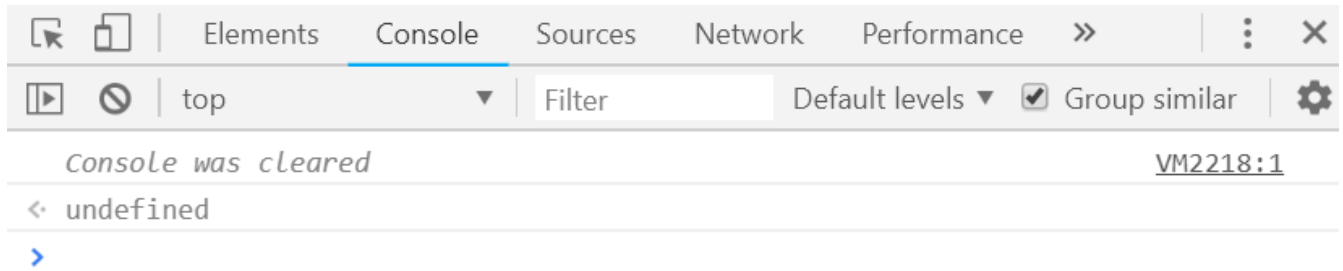 Elements Console Sources Network Performance »
top Filter Default levels Group similar
Console was cleared VM2218:1
undefined